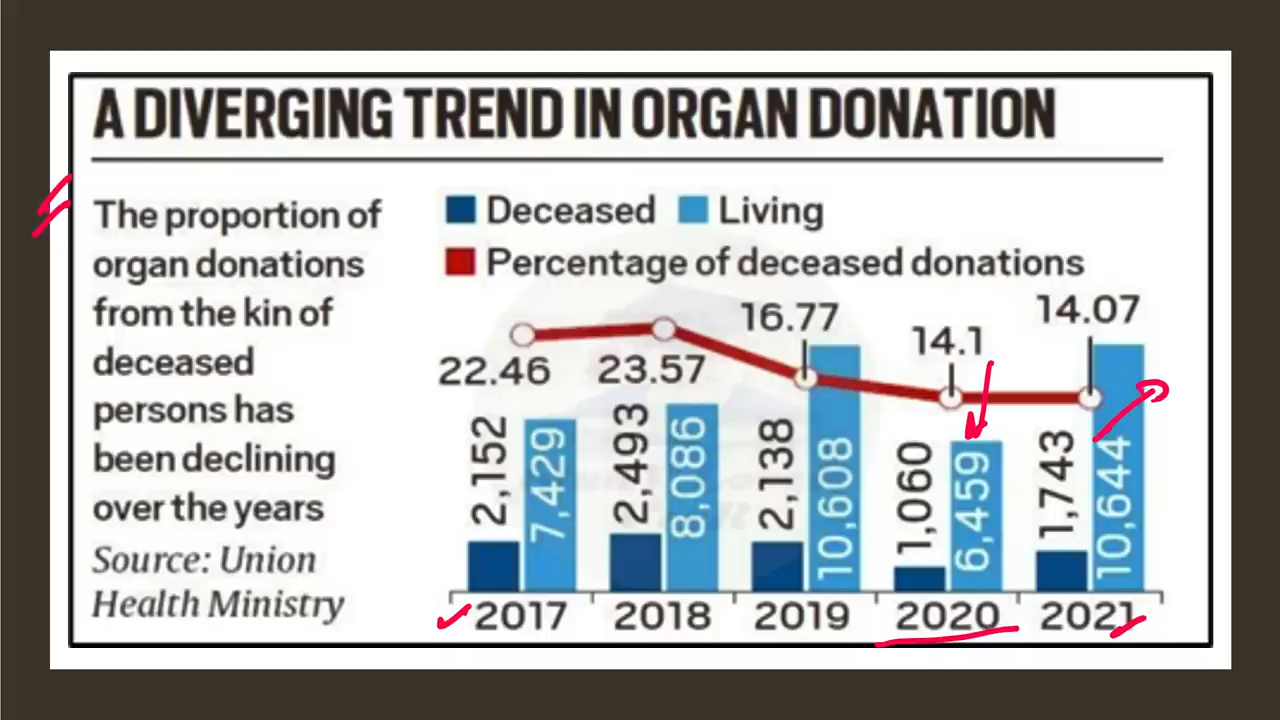 A DIVERGING TREND IN ORGAN DONATION
The proportion of
organ donations
from the kin of
deceased
persons has
been declining
over the years
Source: Union
Health Ministry
Deceased Living
Percentage of deceased donations
22.46 23.57 16.77 14.1 14.07
2,152 7,429 2,493 8,086 2,138 10,608 1,060 6,459 1,743 10,644
2017 2018 2019 2020 2021